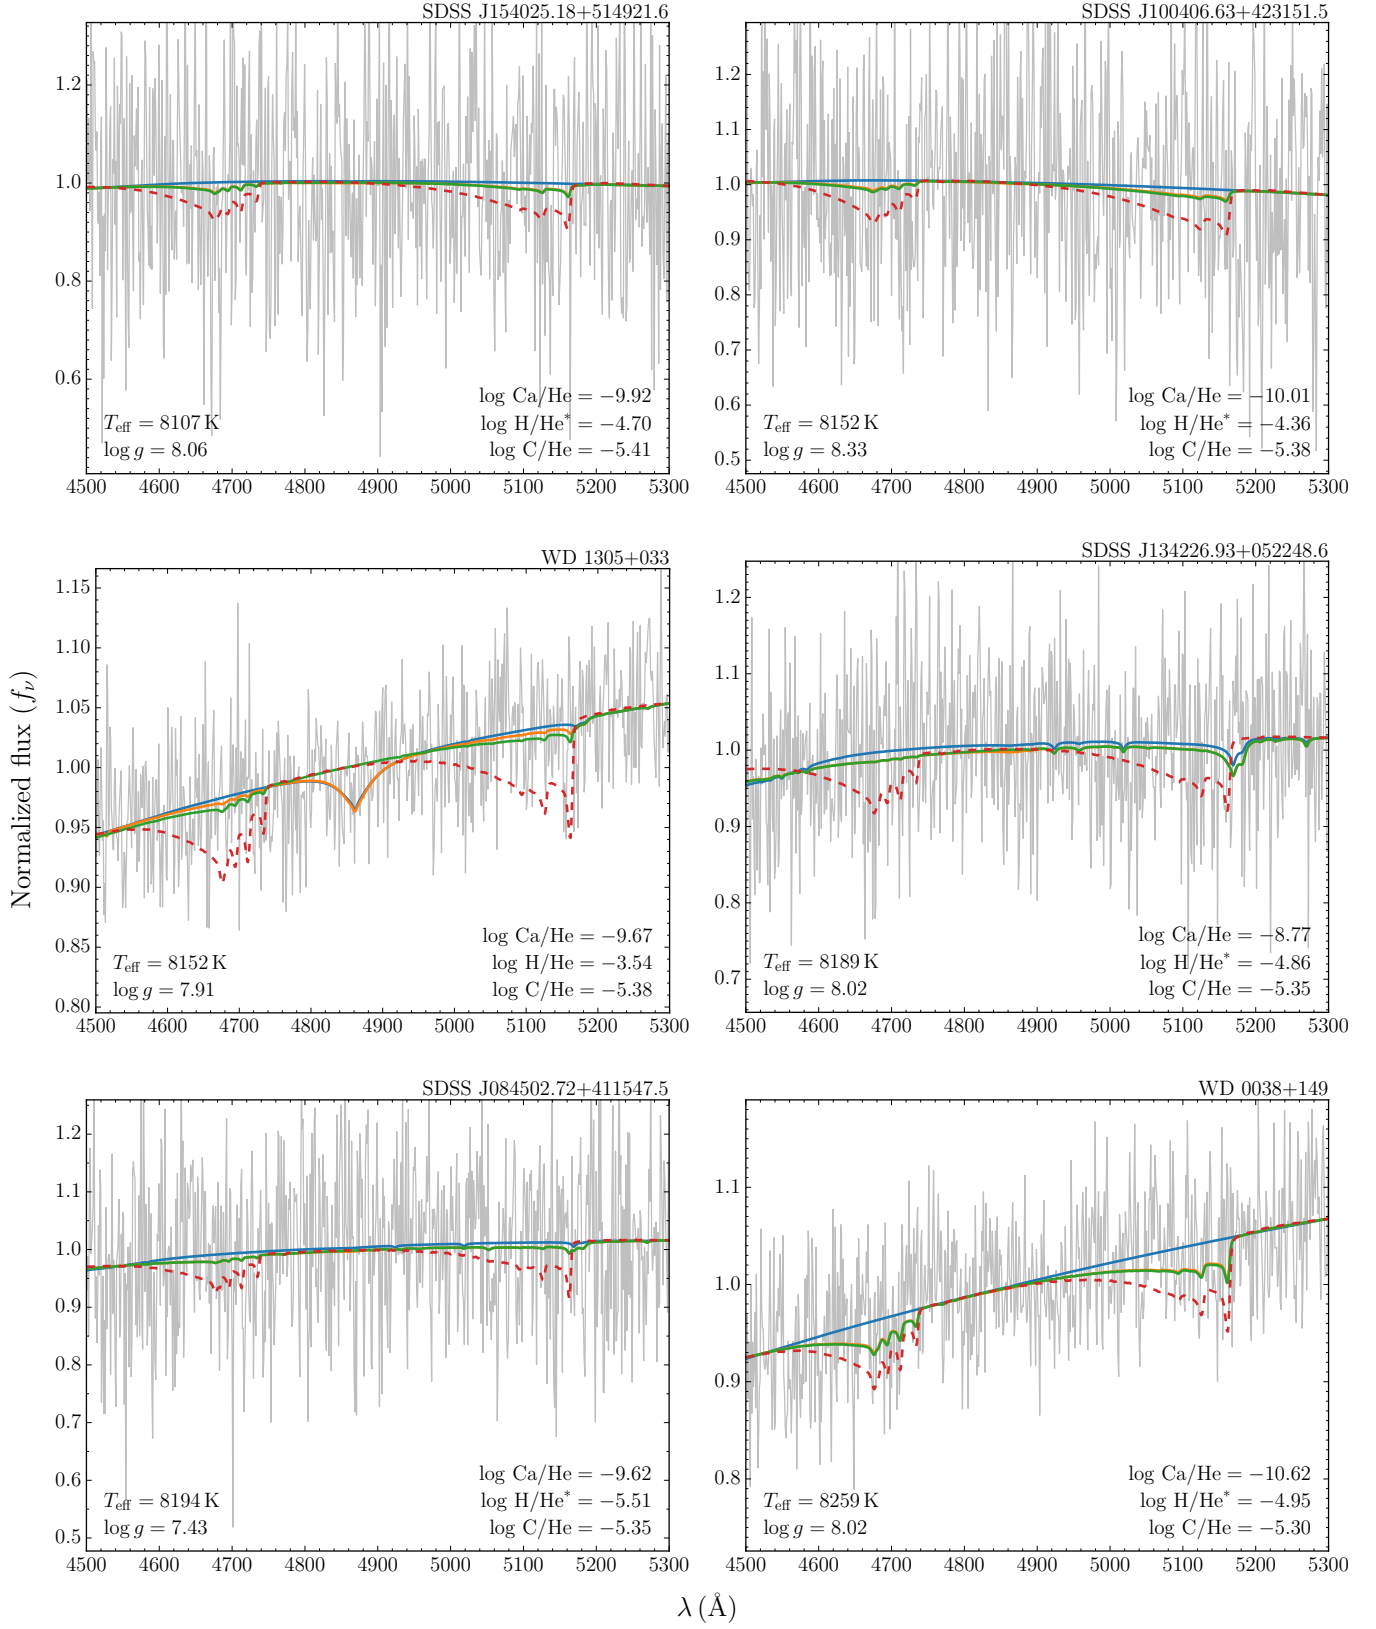 SDSS J154025.18+514921.6
1.2
1.0
0.8
0.6
T_eff = 8107 K
log g = 8.06
log Ca/He = −9.92
log H/He* = −4.70
log C/He = −5.41
4500 4600 4700 4800 4900 5000 5100 5200 5300
SDSS J100406.63+423151.5
1.2
1.1
1.0
0.9
0.8
0.7
0.6
0.5
T_eff = 8152 K
log g = 8.33
log Ca/He = −10.01
log H/He* = −4.36
log C/He = −5.38
4500 4600 4700 4800 4900 5000 5100 5200 5300
Normalized flux (f_ν)
WD 1305+033
1.15
1.10
1.05
1.00
0.95
0.90
0.85
0.80
T_eff = 8152 K
log g = 7.91
log Ca/He = −9.67
log H/He = −3.54
log C/He = −5.38
4500 4600 4700 4800 4900 5000 5100 5200 5300
SDSS J134226.93+052248.6
1.2
1.1
1.0
0.9
0.8
0.7
T_eff = 8189 K
log g = 8.02
log Ca/He = −8.77
log H/He* = −4.86
log C/He = −5.35
4500 4600 4700 4800 4900 5000 5100 5200 5300
SDSS J084502.72+411547.5
1.2
1.1
1.0
0.9
0.8
0.7
0.6
0.5
T_eff = 8194 K
log g = 7.43
log Ca/He = −9.62
log H/He* = −5.51
log C/He = −5.35
4500 4600 4700 4800 4900 5000 5100 5200 5300
WD 0038+149
1.1
1.0
0.9
0.8
T_eff = 8259 K
log g = 8.02
log Ca/He = −10.62
log H/He* = −4.95
log C/He = −5.30
4500 4600 4700 4800 4900 5000 5100 5200 5300
λ (Å)